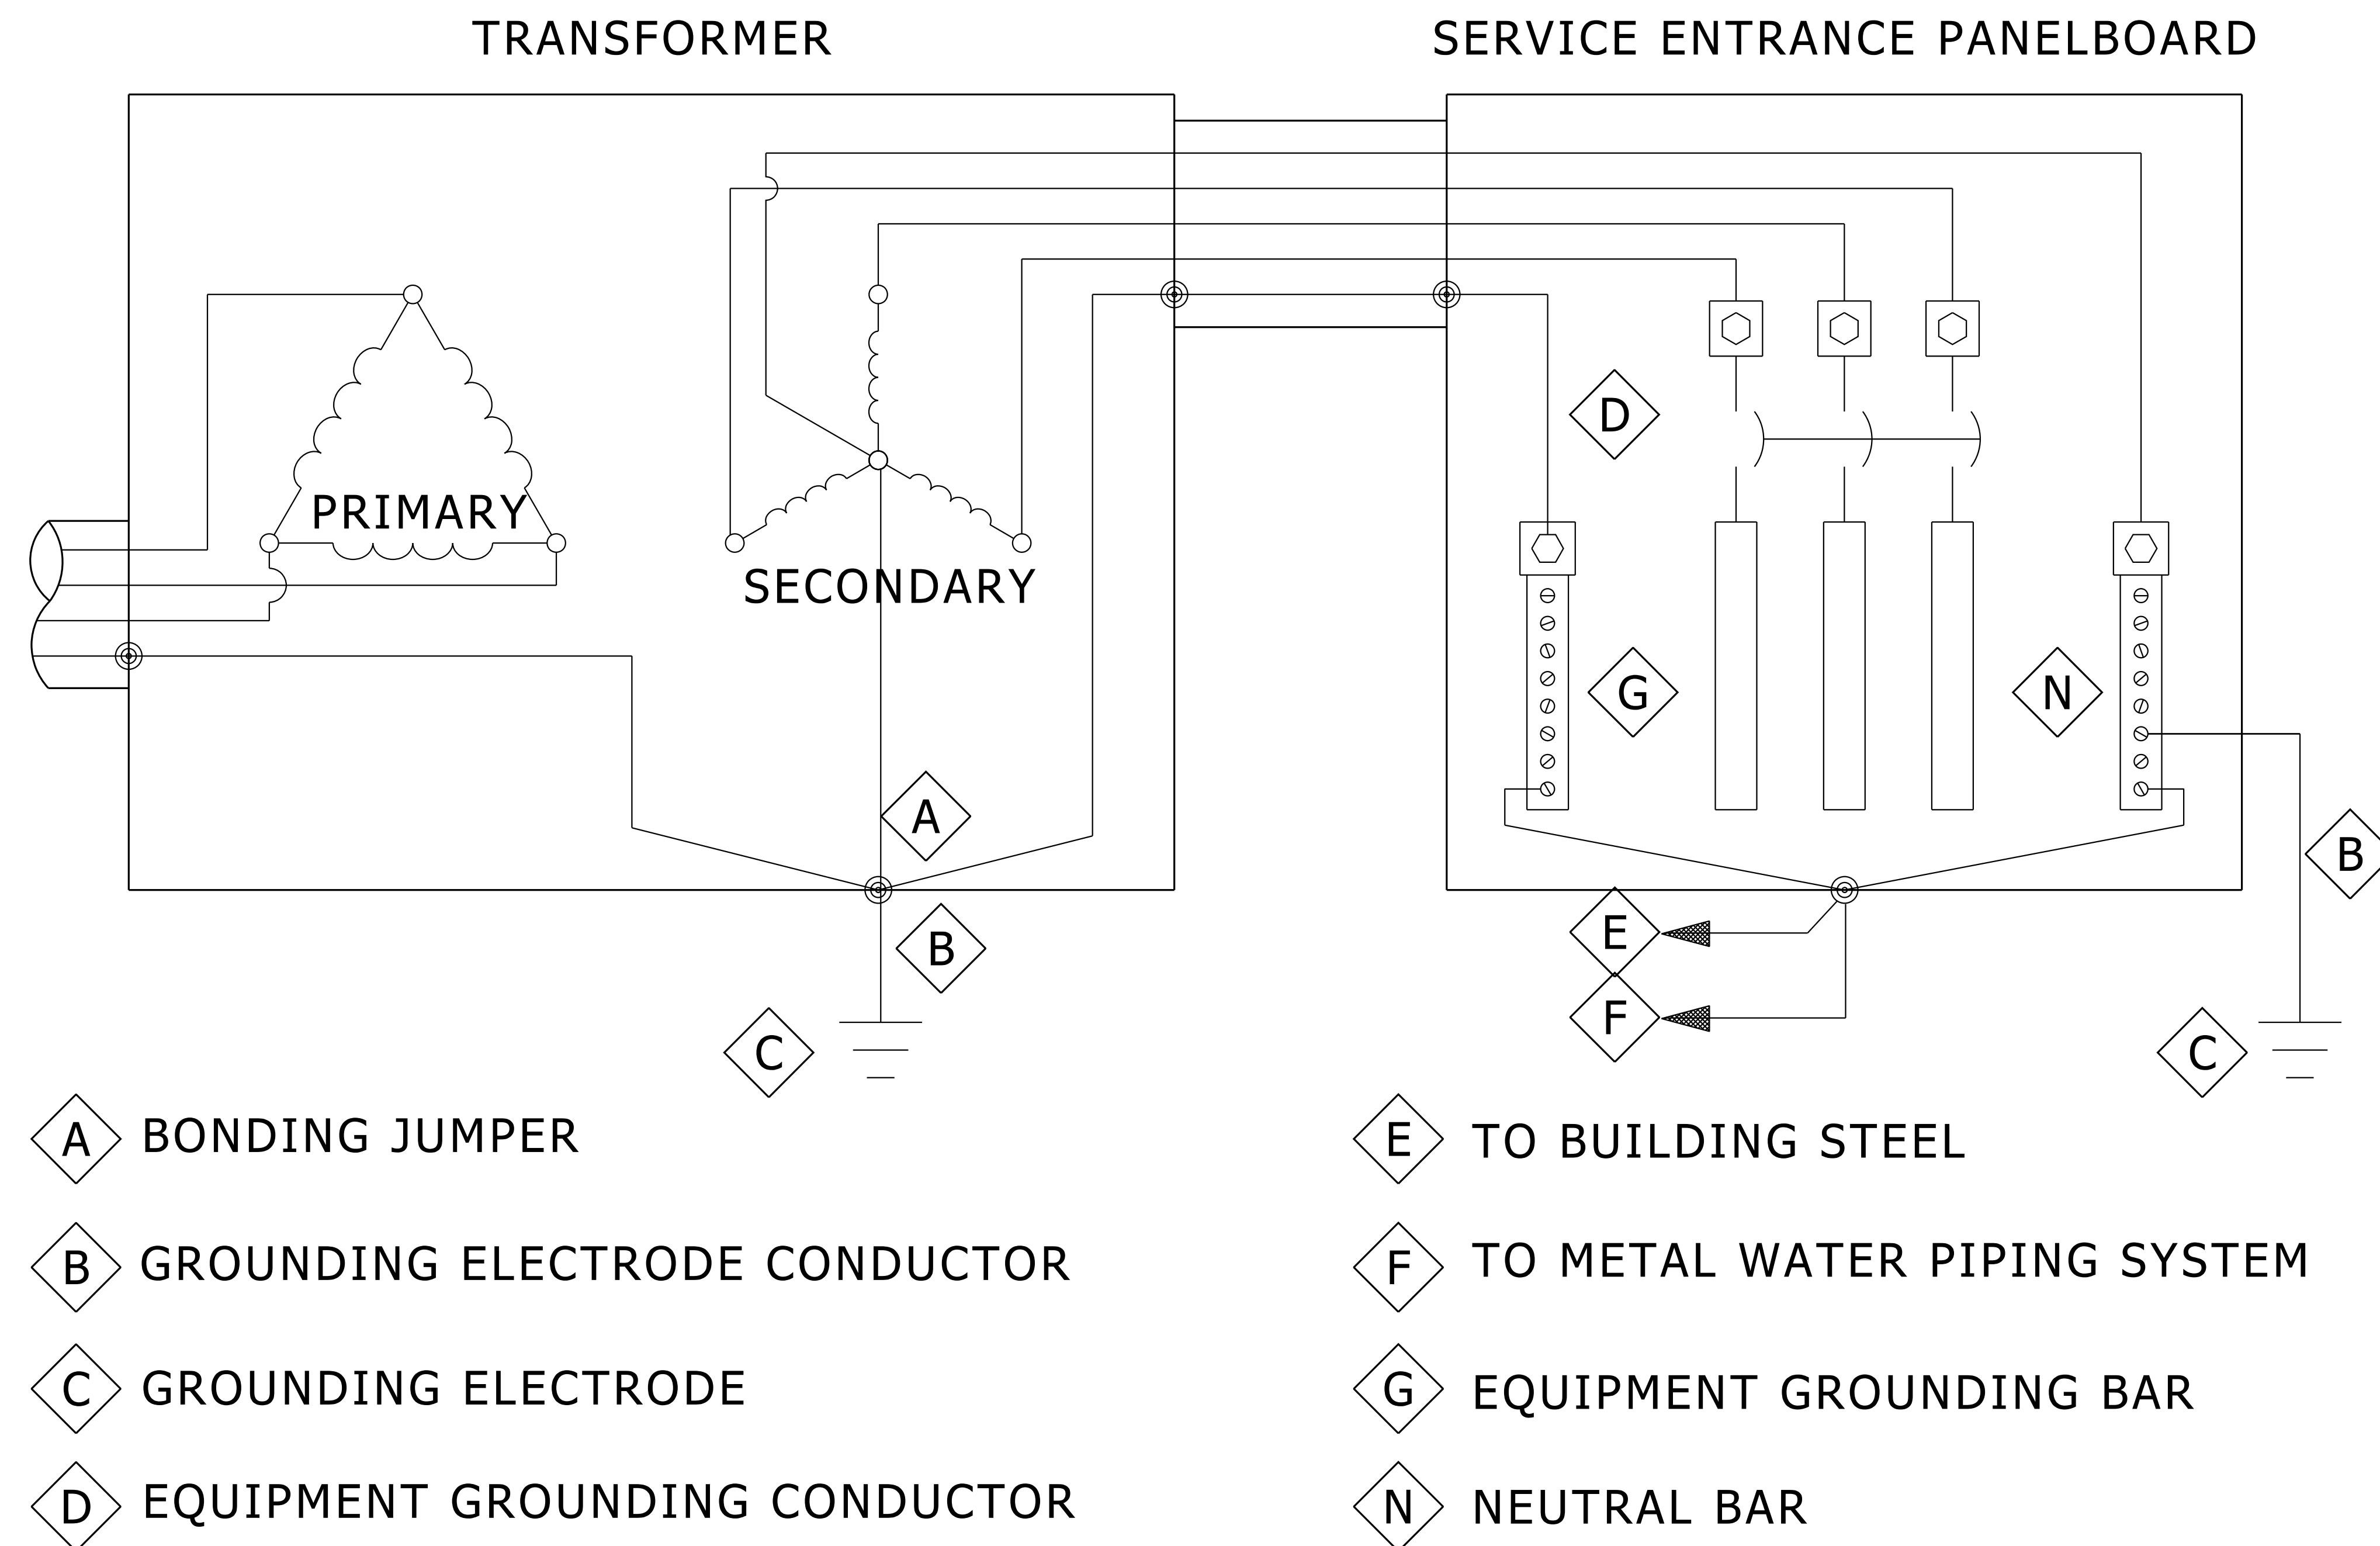 TRANSFORMER
SERVICE ENTRANCE PANELBOARD
D
PRIMARY
SECONDARY
G
N
A
B
B
E
C
F
C
A BONDING JUMPER
B GROUNDING ELECTRODE CONDUCTOR
C GROUNDING ELECTRODE
D EQUIPMENT GROUNDING CONDUCTOR
E TO BUILDING STEEL
F TO METAL WATER PIPING SYSTEM
G EQUIPMENT GROUNDING BAR
N NEUTRAL BAR